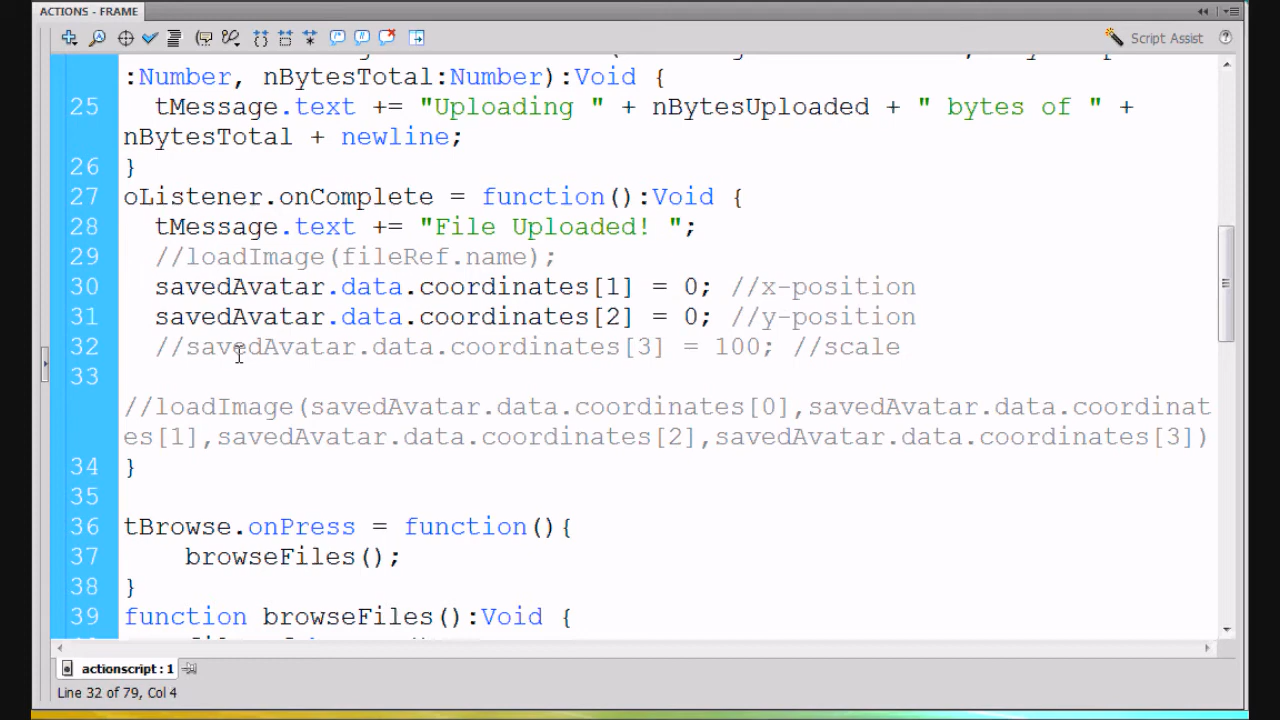 ACTIONS - FRAME
Script Assist
:Number, nBytesTotal:Number):Void {
25 tMessage.text += "Uploading " + nBytesUploaded + " bytes of " +
nBytesTotal + newline;
26 }
27 oListener.onComplete = function():Void {
28 tMessage.text += "File Uploaded! ";
29 //loadImage(fileRef.name);
30 savedAvatar.data.coordinates[1] = 0; //x-position
31 savedAvatar.data.coordinates[2] = 0; //y-position
32 //savedAvatar.data.coordinates[3] = 100; //scale
33
//loadImage(savedAvatar.data.coordinates[0],savedAvatar.data.coordinat
es[1],savedAvatar.data.coordinates[2],savedAvatar.data.coordinates[3])
34 }
35
36 tBrowse.onPress = function(){
37 browseFiles();
38 }
39 function browseFiles():Void {
actionscript : 1
Line 32 of 79, Col 4